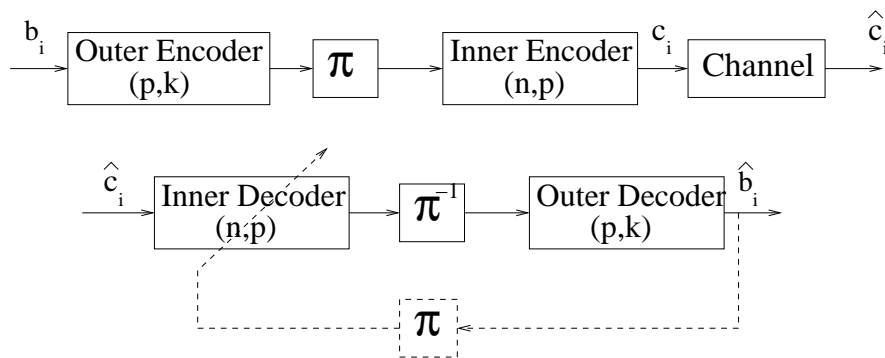 b_i
Outer Encoder
(p,k)
π
Inner Encoder
(n,p)
c_i
Channel
ĉ_i
ĉ_i
Inner Decoder
(n,p)
π^{-1}
Outer Decoder
(p,k)
b̂_i
π